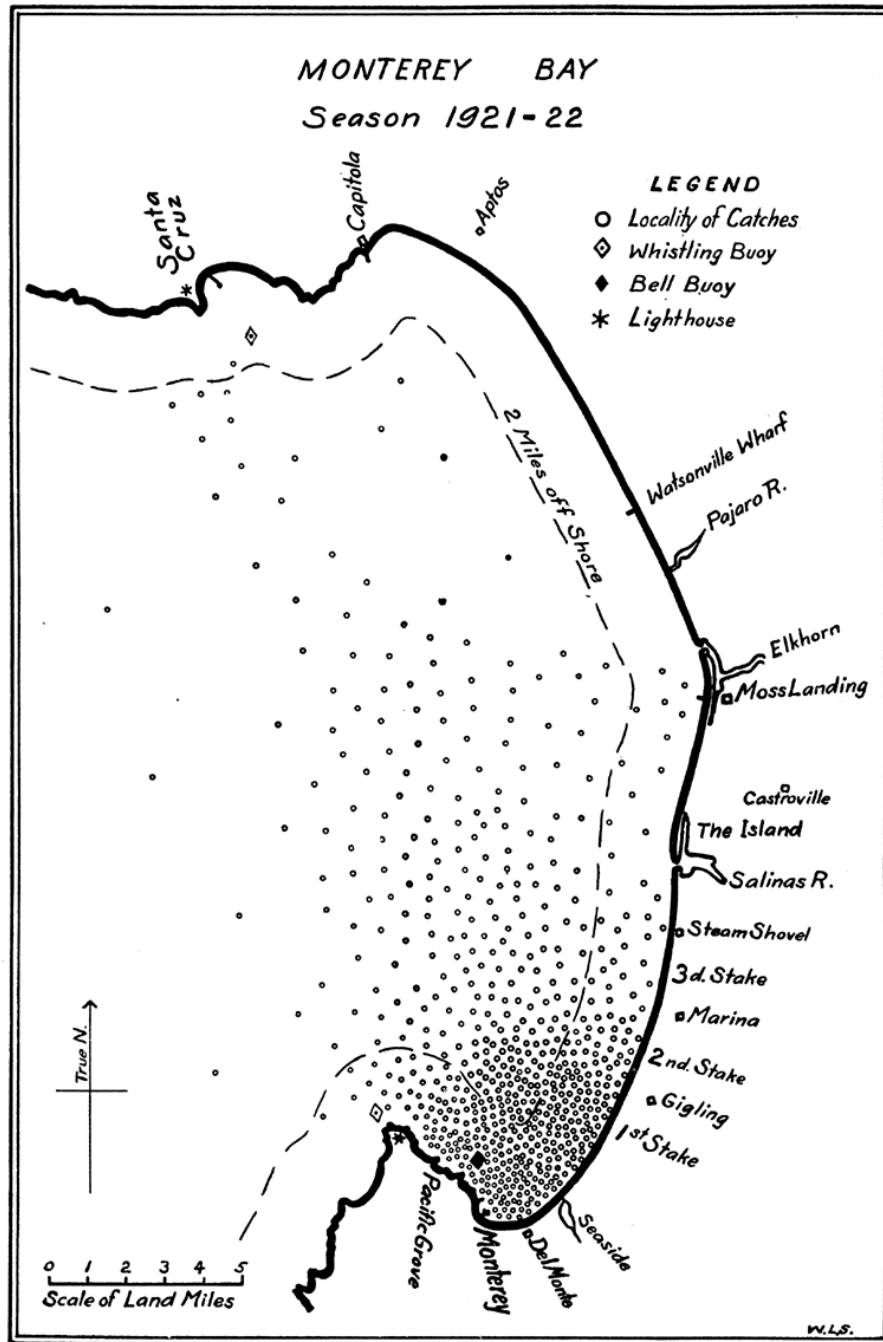 MONTEREY BAY
Season 1921-22
LEGEND
Locality of Catches
Whistling Buoy
Bell Buoy
Lighthouse
Santa
Cruz
Capitola
Aptos
2 Miles off Shore
Watsonville Wharf
Pajaro R.
Elkhorn
Moss Landing
Castroville
The Island
Salinas R.
Steam Shovel
3d. Stake
Marina
2nd. Stake
Gigling
1st Stake
Seaside
Del Monte
Monterey
Pacific Grove
True N.
0 1 2 3 4 5
Scale of Land Miles
W.L.S.